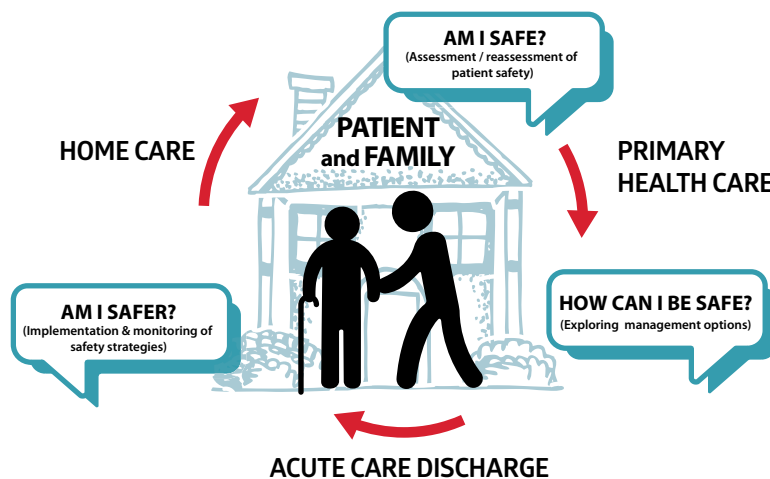 AM I SAFE?
(Assessment / reassessment of
patient safety)
PATIENT
and FAMILY
HOME CARE
PRIMARY
HEALTH CARE
AM I SAFER?
(Implementation & monitoring of
safety strategies)
HOW CAN I BE SAFE?
(Exploring management options)
ACUTE CARE DISCHARGE